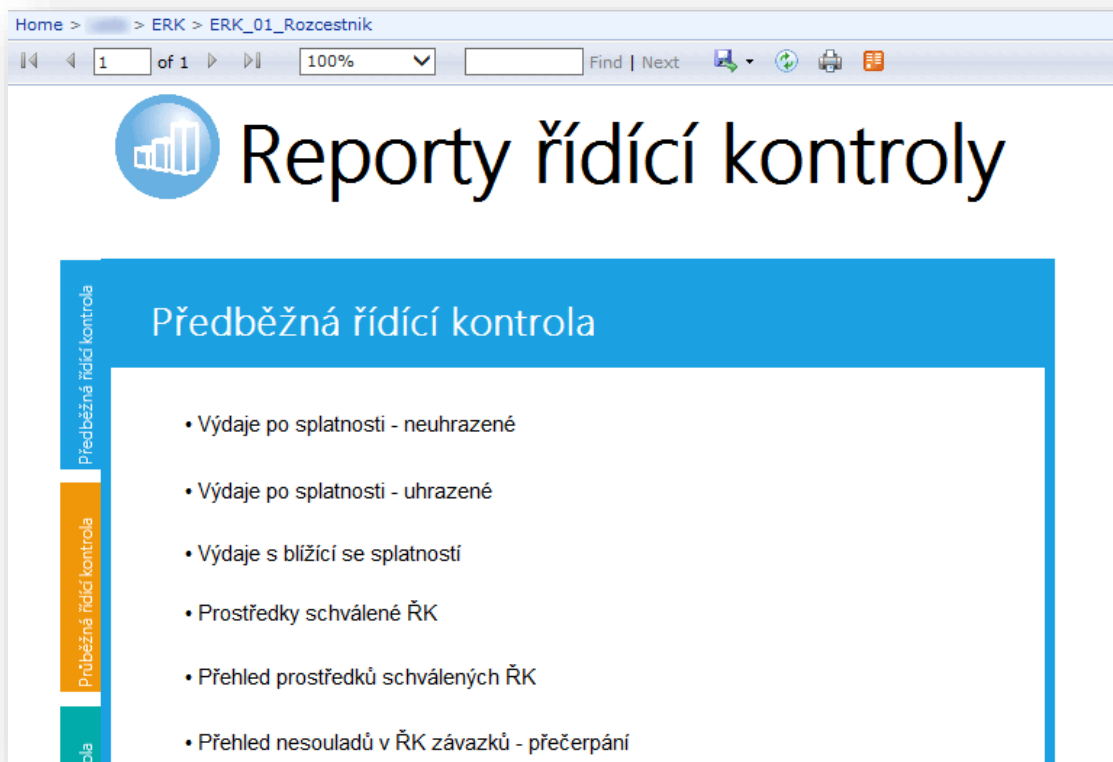 Home > > ERK > ERK_01_Rozcestnik
1 of 1 100% Find | Next
Reporty řídící kontroly
Předběžná řídící kontrola
Předběžná řídící kontrola
• Výdaje po splatnosti - neuhrazené
• Výdaje po splatnosti - uhrazené
• Výdaje s blížící se splatností
Průběžná řídící kontrola
• Prostředky schválené ŘK
• Přehled prostředků schválených ŘK
• Přehled nesouladů v ŘK závazků - přečerpání